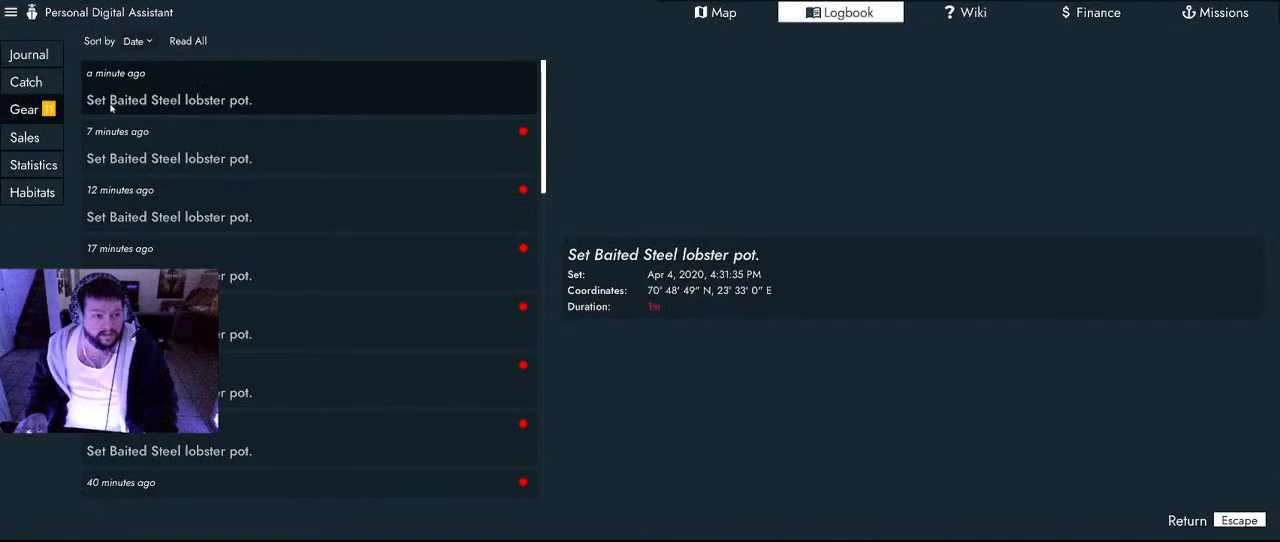 Personal Digital Assistant
Map
Logbook
? Wiki
$ Finance
Missions
Journal
Catch
Gear 11
Sales
Statistics
Habitats
Sort by Date Read All
a minute ago
Set Baited Steel lobster pot.
7 minutes ago
Set Baited Steel lobster pot.
12 minutes ago
Set Baited Steel lobster pot.
17 minutes ago
r pot.
r pot.
r pot.
Set Baited Steel lobster pot.
40 minutes ago
Set Baited Steel lobster pot.
Set: Apr 4, 2020, 4:31:35 PM
Coordinates: 70° 48' 49" N, 23° 33' 0" E
Duration: 1m
Return Escape